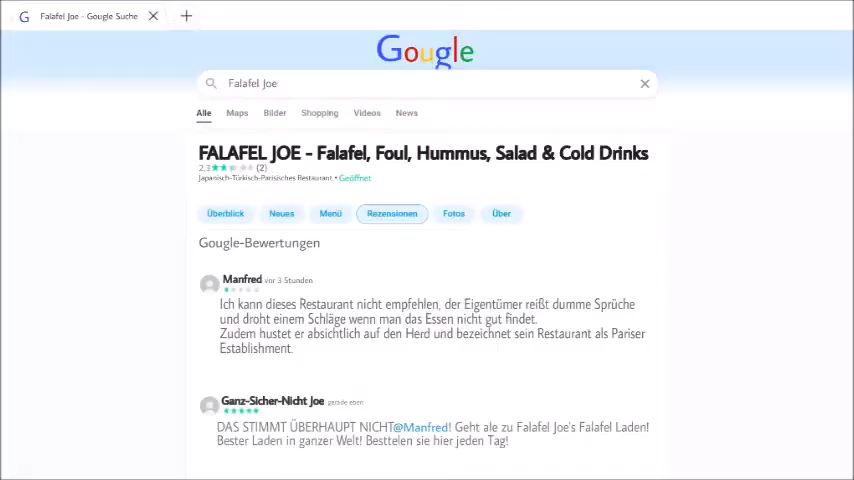 G Falafel Joe - Gougle Suche
Gougle
Falafel Joe
Alle Maps Bilder Shopping Videos News
FALAFEL JOE - Falafel, Foul, Hummus, Salad & Cold Drinks
2,3 (2)
Japanisch-Türkisch-Parisisches Restaurant • Geöffnet
Überblick Neues Menü Rezensionen Fotos Über
Google-Bewertungen
Manfred vor 3 Stunden
Ich kann dieses Restaurant nicht empfehlen, der Eigentümer reißt dumme Sprüche
und droht einem Schläge wenn man das Essen nicht gut findet.
Zudem hustet er absichtlich auf den Herd und bezeichnet sein Restaurant als Pariser
Establishment.
Ganz-Sicher-Nicht Joe gerade eben
DAS STIMMT ÜBERHAUPT NICHT@Manfred! Geht ale zu Falafel Joe's Falafel Laden!
Bester Laden in ganzer Welt! Besttelen sie hier jeden Tag!